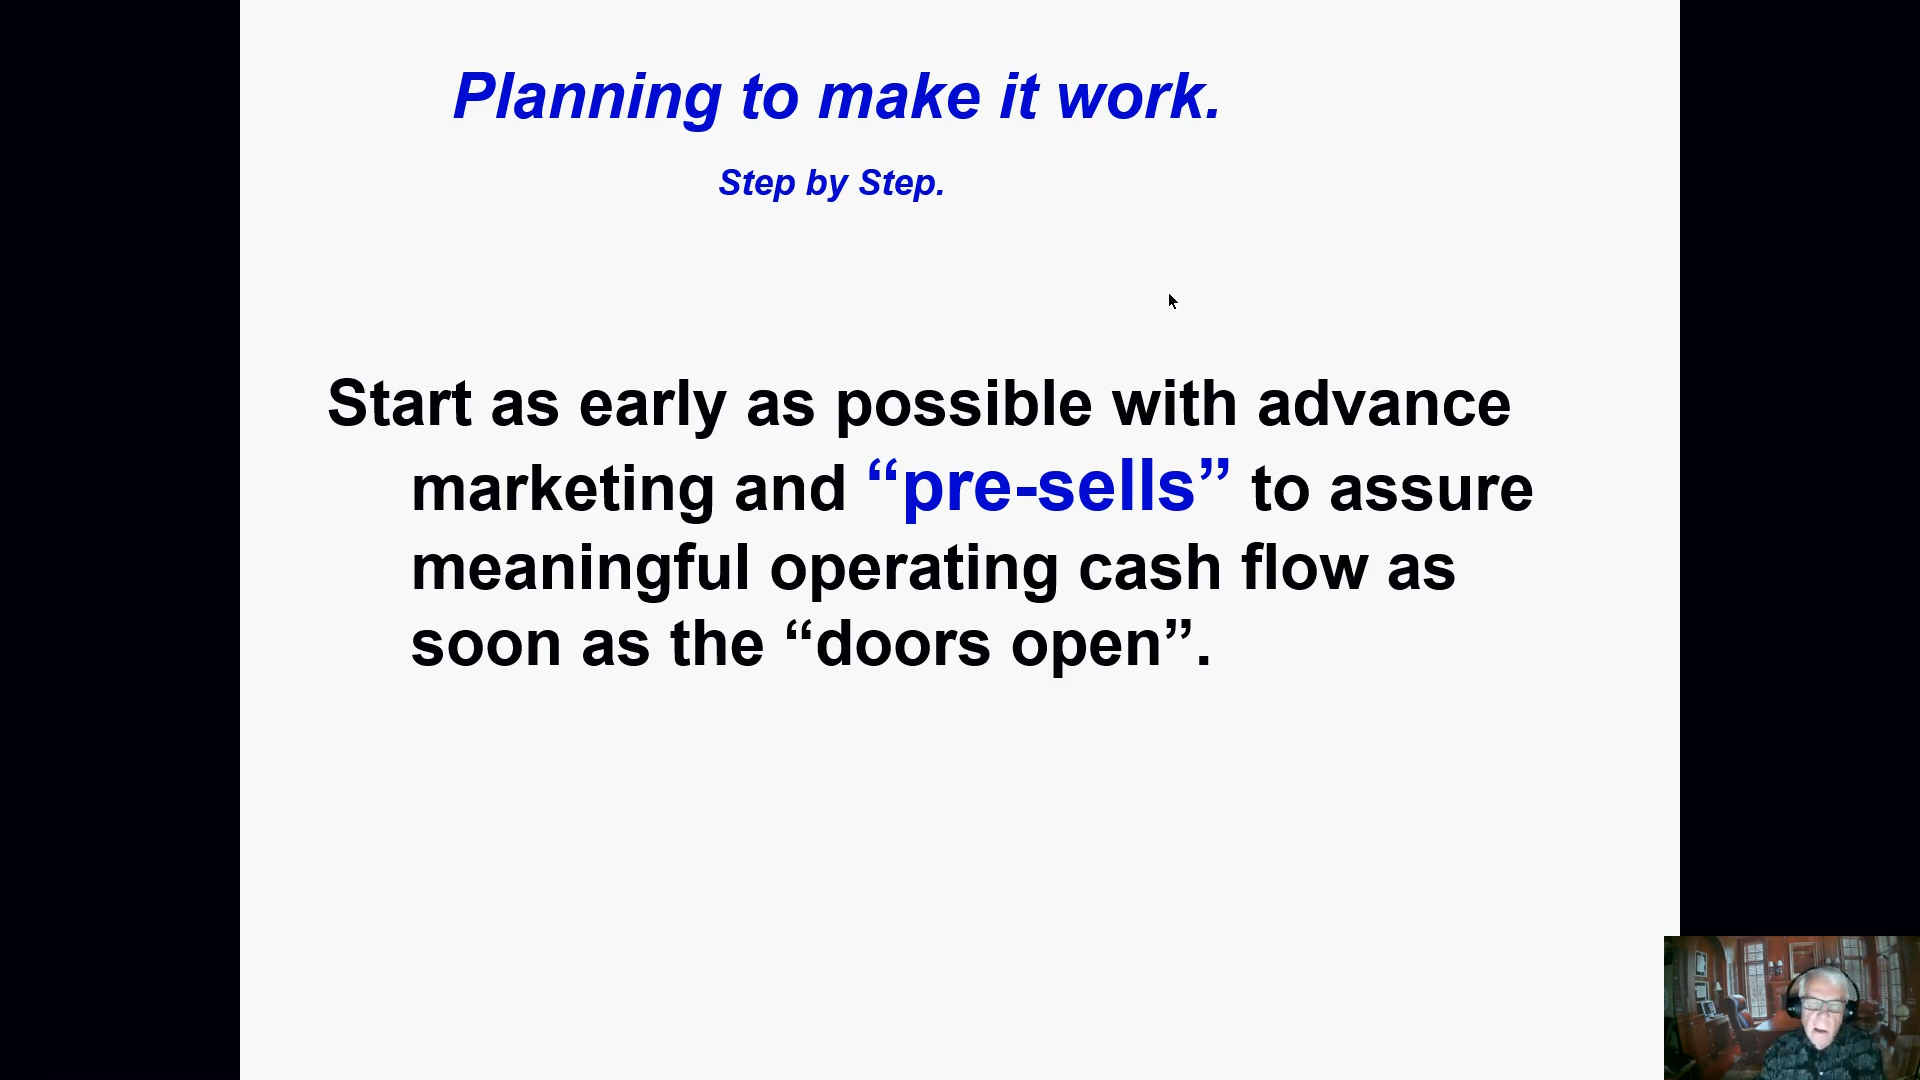 Planning to make it work.
Step by Step.
Start as early as possible with advance
marketing and “pre-sells” to assure
meaningful operating cash flow as
soon as the “doors open”.